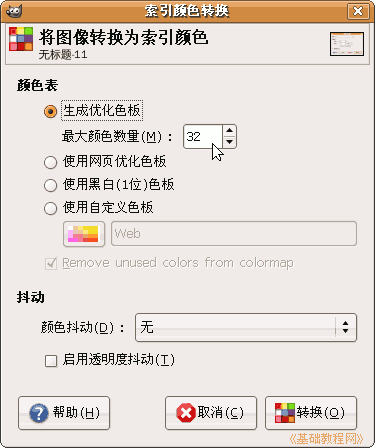 索引颜色转换
将图像转换为索引颜色
无标题-11
颜色表
生成优化色板
最大颜色数量(M)： 32
使用网页优化色板
使用黑白(1位)色板
使用自定义色板
Web
Remove unused colors from colormap
抖动
颜色抖动(D)： 无
启用透明度抖动(T)
帮助(H) 取消(C) 转换(O)
《基础教程网》